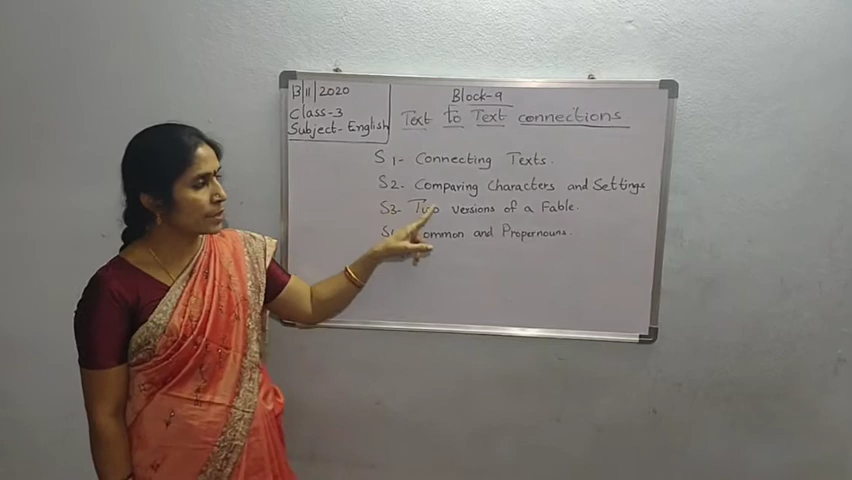 13|11|2020
Class-3
Subject-English
Block-9
Text to Text connections
S1- Connecting Texts.
S2- Comparing Characters and Settings
S3- Two versions of a Fable.
and Propernouns.